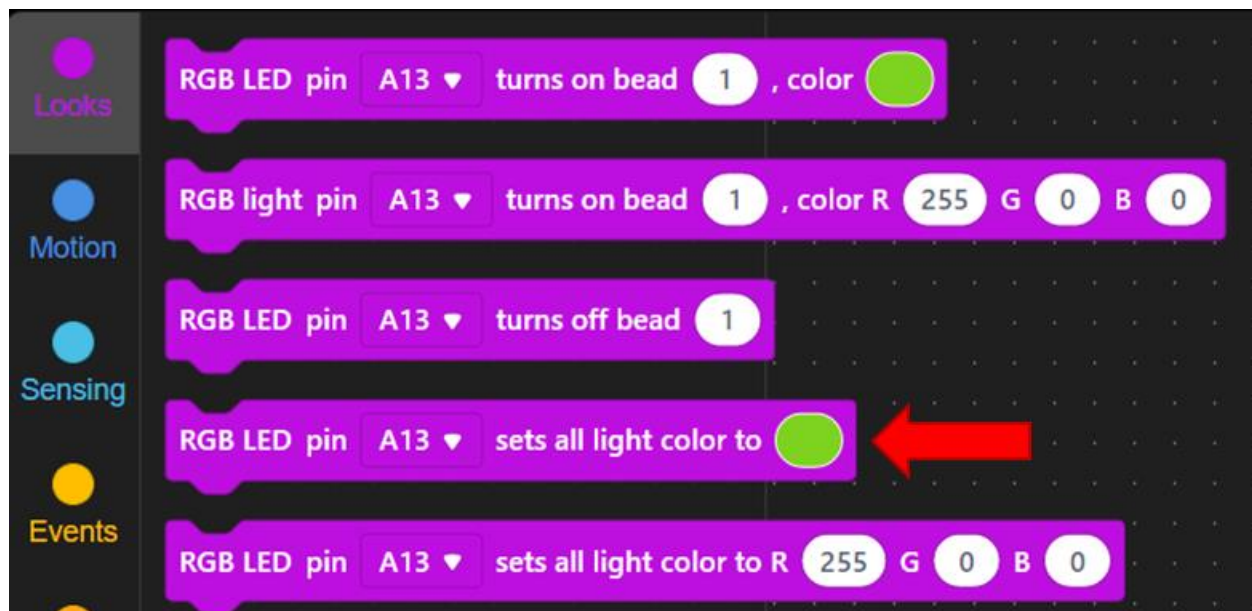 Looks
Motion
Sensing
Events
RGB LED pin A13 turns on bead 1 , color
RGB light pin A13 turns on bead 1 , color R 255 G 0 B 0
RGB LED pin A13 turns off bead 1
RGB LED pin A13 sets all light color to
RGB LED pin A13 sets all light color to R 255 G 0 B 0